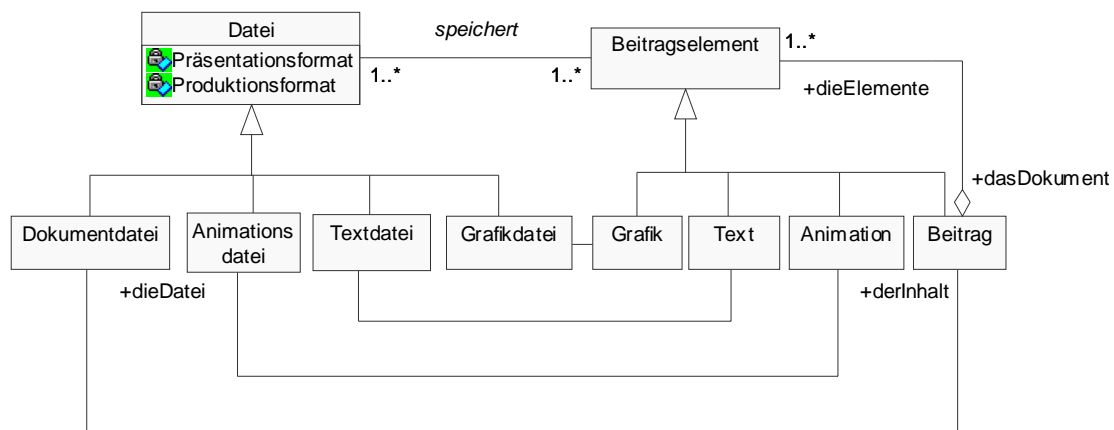 Datei
speichert
Präsentationsformat
Produktionsformat
1..*
1..*
Beitragselement
1..*
+dieElemente
+dasDokument
Dokumentdatei
Animations
datei
Textdatei
Grafikdatei
Grafik
Text
Animation
Beitrag
+dieDatei
+derInhalt